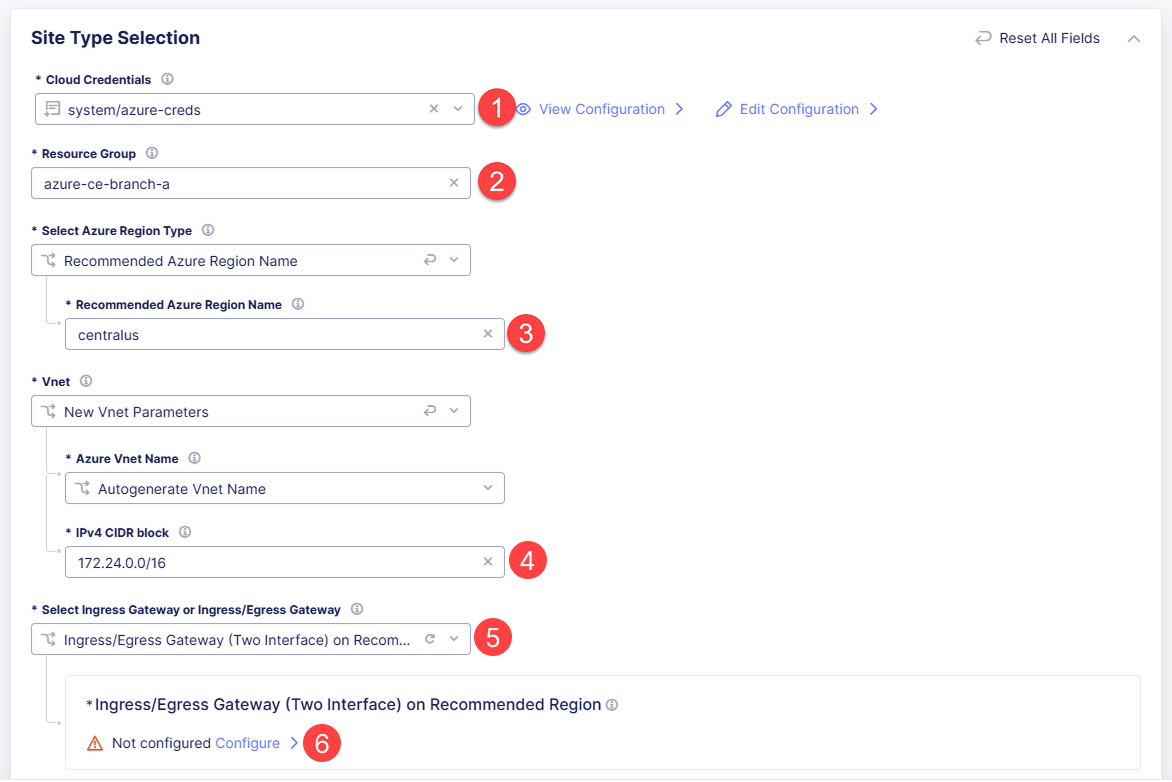 Site Type Selection
Reset All Fields
* Cloud Credentials
system/azure-creds
1
View Configuration
Edit Configuration
* Resource Group
azure-ce-branch-a
2
* Select Azure Region Type
Recommended Azure Region Name
* Recommended Azure Region Name
centralus
3
* Vnet
New Vnet Parameters
* Azure Vnet Name
Autogenerate Vnet Name
* IPv4 CIDR block
172.24.0.0/16
4
* Select Ingress Gateway or Ingress/Egress Gateway
Ingress/Egress Gateway (Two Interface) on Recom...
5
*Ingress/Egress Gateway (Two Interface) on Recommended Region
Not configured Configure
6